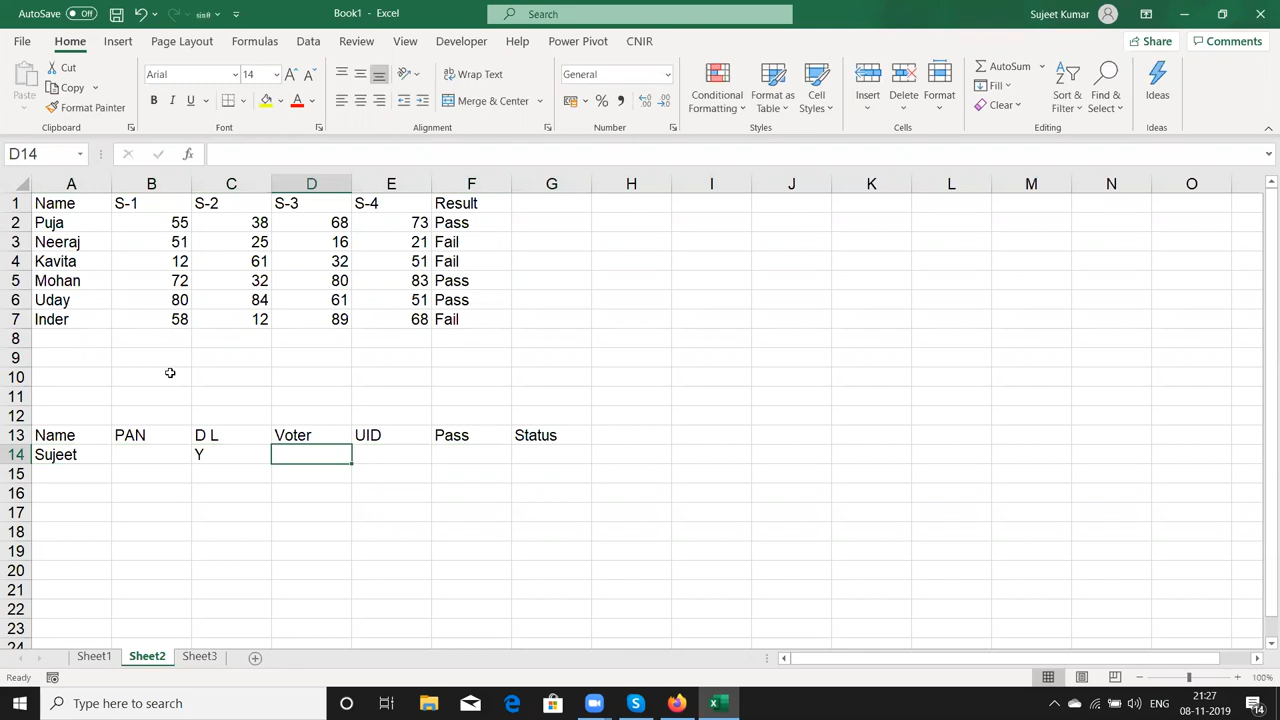 AutoSave Off sinθ Book1 - Excel Search Sujeet Kumar
File Home Insert Page Layout Formulas Data Review View Developer Help Power Pivot CNIR Share Comments
Paste Cut Copy Format Painter Clipboard
Arial 14 A A B I U A Font
Wrap Text Merge & Center Alignment
General % Number
Conditional Formatting Format as Table Cell Styles Styles
Insert Delete Format Cells
AutoSum Fill Clear Sort & Filter Find & Select Editing
Ideas Ideas
D14 fx
A B C D E F G H I J K L M N O
1 Name S-1 S-2 S-3 S-4 Result
2 Puja 55 38 68 73 Pass
3 Neeraj 51 25 16 21 Fail
4 Kavita 12 61 32 51 Fail
5 Mohan 72 32 80 83 Pass
6 Uday 80 84 61 51 Pass
7 Inder 58 12 89 68 Fail
8
9
10
11
12
13 Name PAN D L Voter UID Pass Status
14 Sujeet Y
15
16
17
18
19
20
21
22
23
24
Sheet1 Sheet2 Sheet3
Ready 100%
Type here to search ENG 21:27
08-11-2019